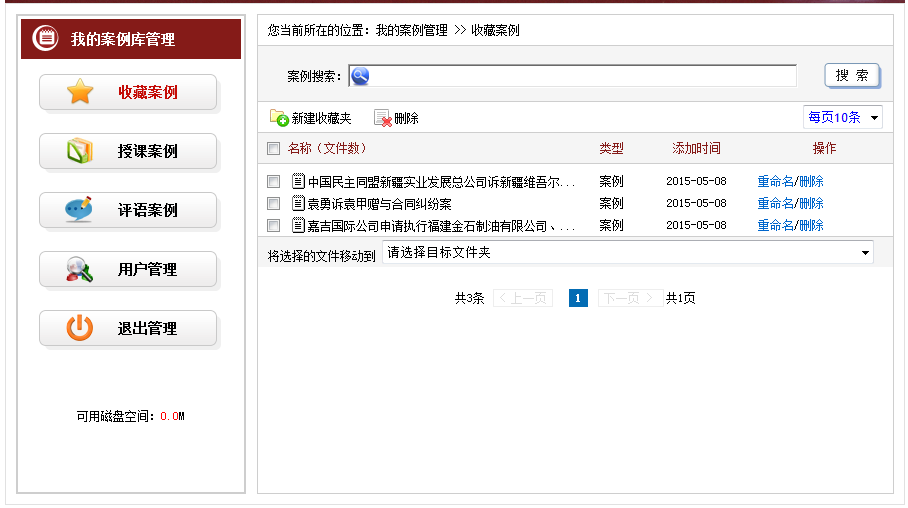 我的案例库管理
收藏案例
授课案例
评语案例
用户管理
退出管理
可用磁盘空间：0.0M
您当前所在的位置：我的案例管理 >> 收藏案例
案例搜索：
搜 索
新建收藏夹 删除 每页10条
名称（文件数） 类型 添加时间 操作
中国民主同盟新疆实业发展总公司诉新疆维吾尔... 案例 2015-05-08 重命名/删除
袁勇诉袁甲赠与合同纠纷案 案例 2015-05-08 重命名/删除
嘉吉国际公司申请执行福建金石制油有限公司、... 案例 2015-05-08 重命名/删除
将选择的文件移动到 请选择目标文件夹
共3条 < 上一页 1 下一页 > 共1页